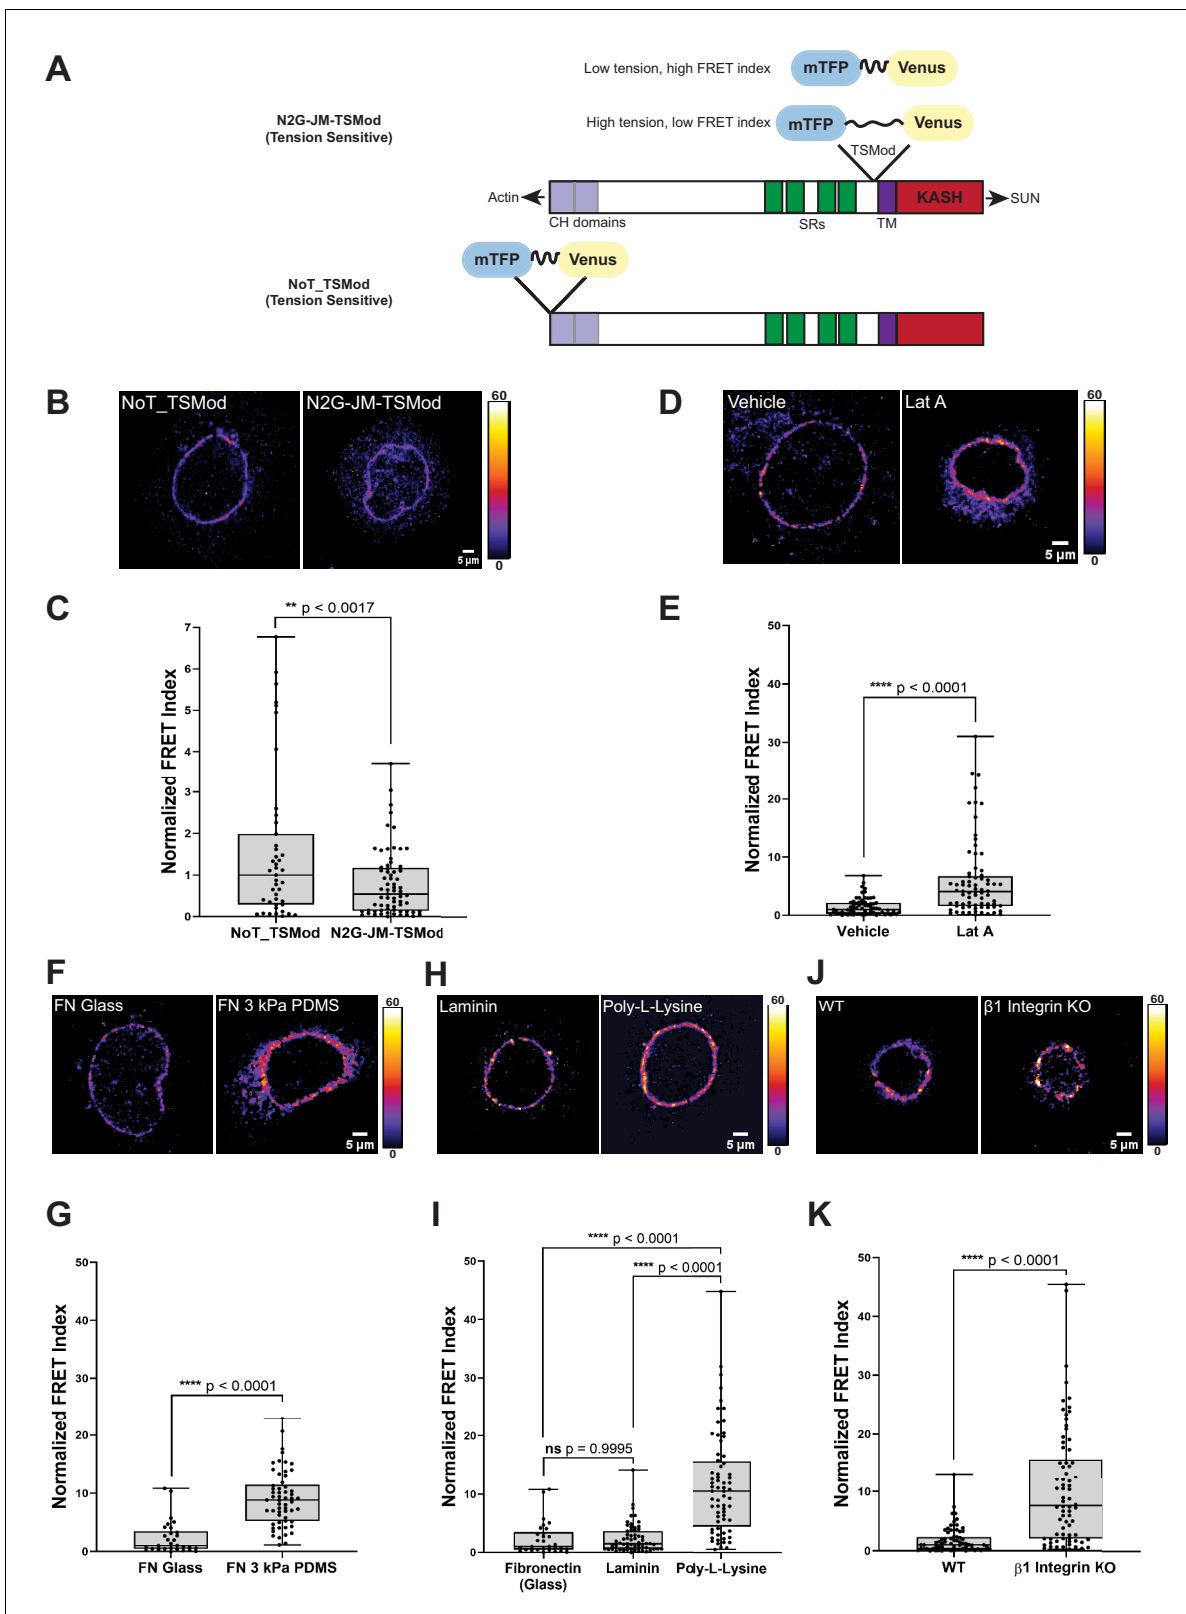 A
Low tension, high FRET index
mTFP
Venus
N2G-JM-TSMod
(Tension Sensitive)
High tension, low FRET index
mTFP
Venus
TSMod
Actin
KASH
SUN
CH domains
SRs
TM
mTFP
Venus
NoT_TSMod
(Tension Sensitive)
B
NoT_TSMod
N2G-JM-TSMod
60
5 µm
0
D
Vehicle
Lat A
60
5 µm
0
C
** p < 0.0017
Normalized FRET Index
7
6
5
4
3
2
1
0
NoT_TSMod
N2G-JM-TSMod
E
**** p < 0.0001
Normalized FRET Index
50
40
30
20
10
0
Vehicle
Lat A
F
FN Glass
FN 3 kPa PDMS
60
5 µm
0
H
Laminin
Poly-L-Lysine
60
5 µm
0
J
WT
β1 Integrin KO
60
5 µm
0
G
**** p < 0.0001
Normalized FRET Index
50
40
30
20
10
0
FN Glass
FN 3 kPa PDMS
I
**** p < 0.0001
**** p < 0.0001
ns p = 0.9995
Normalized FRET Index
50
40
30
20
10
0
Fibronectin
(Glass)
Laminin
Poly-L-Lysine
K
**** p < 0.0001
Normalized FRET Index
50
40
30
20
10
0
WT
β1 Integrin KO